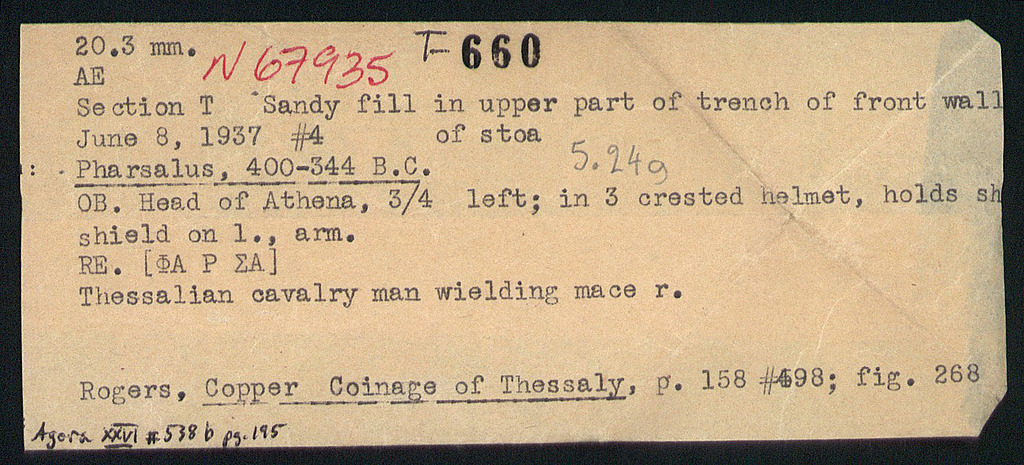 20.3 mm.
AE N 67935 T-660
Section T Sandy fill in upper part of trench of front wall
June 8, 1937 #4 of stoa
: . Pharsalus, 400-344 B.C. 5.24g
OB. Head of Athena, 3/4 left; in 3 crested helmet, holds sh
shield on l., arm.
RE. [ΦΑ Ρ ΣΑ]
Thessalian cavalry man wielding mace r.
Rogers, Copper Coinage of Thessaly, p. 158 #498; fig. 268
Agora XXVI #538 b pg. 195